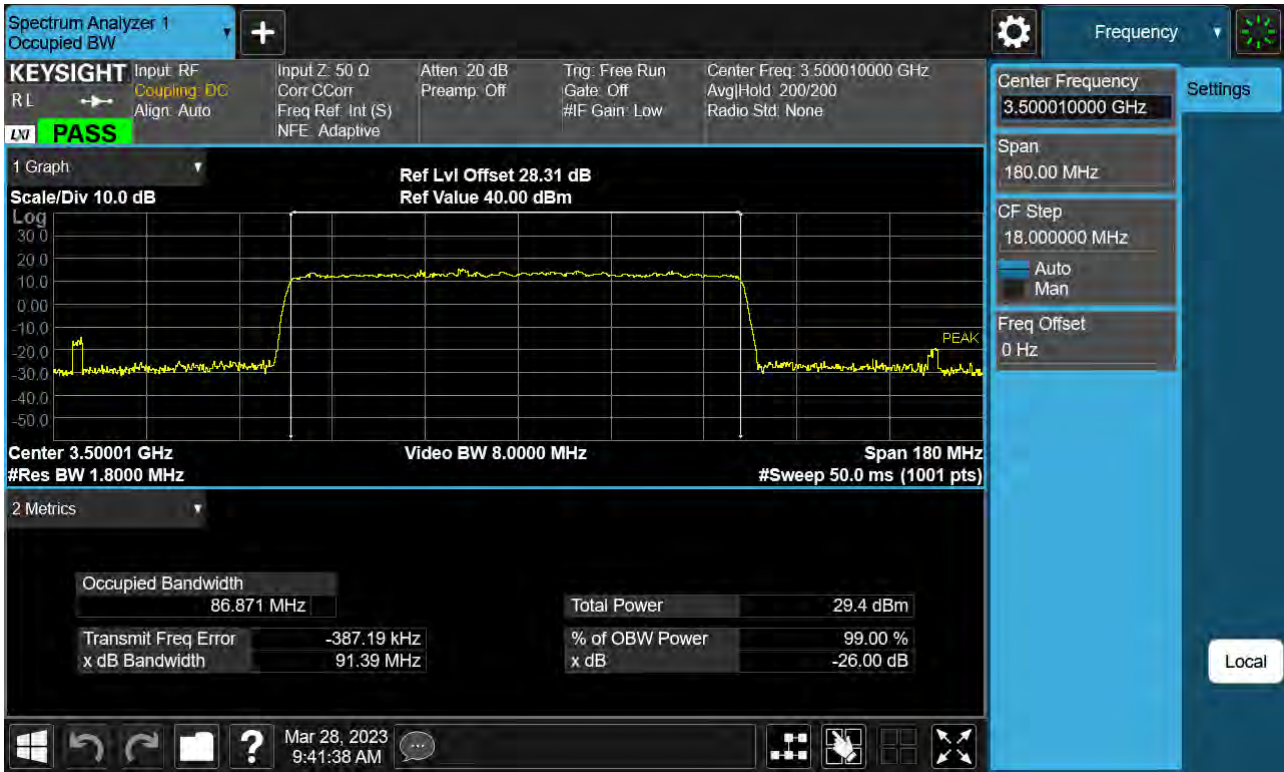 Spectrum Analyzer 1
Occupied BW
Frequency
KEYSIGHT
RL
LXI
PASS
Input: RF
Coupling: DC
Align: Auto
Input Z: 50 Ω
Corr CCorr
Freq Ref: Int (S)
NFE: Adaptive
Atten: 20 dB
Preamp: Off
Trig: Free Run
Gate: Off
#IF Gain: Low
Center Freq: 3.500010000 GHz
Avg|Hold: 200/200
Radio Std: None
Center Frequency
3.500010000 GHz
Settings
Span
180.00 MHz
CF Step
18.000000 MHz
Auto
Man
Freq Offset
0 Hz
Local
1 Graph
Scale/Div 10.0 dB
Ref Lvl Offset 28.31 dB
Ref Value 40.00 dBm
Log
30.0
20.0
10.0
0.00
-10.0
-20.0
-30.0
-40.0
-50.0
PEAK
Center 3.50001 GHz
Video BW 8.0000 MHz
Span 180 MHz
#Res BW 1.8000 MHz
#Sweep 50.0 ms (1001 pts)
2 Metrics
Occupied Bandwidth
86.871 MHz
Total Power 29.4 dBm
Transmit Freq Error -387.19 kHz
% of OBW Power 99.00 %
x dB Bandwidth 91.39 MHz
x dB -26.00 dB
?
Mar 28, 2023
9:41:38 AM